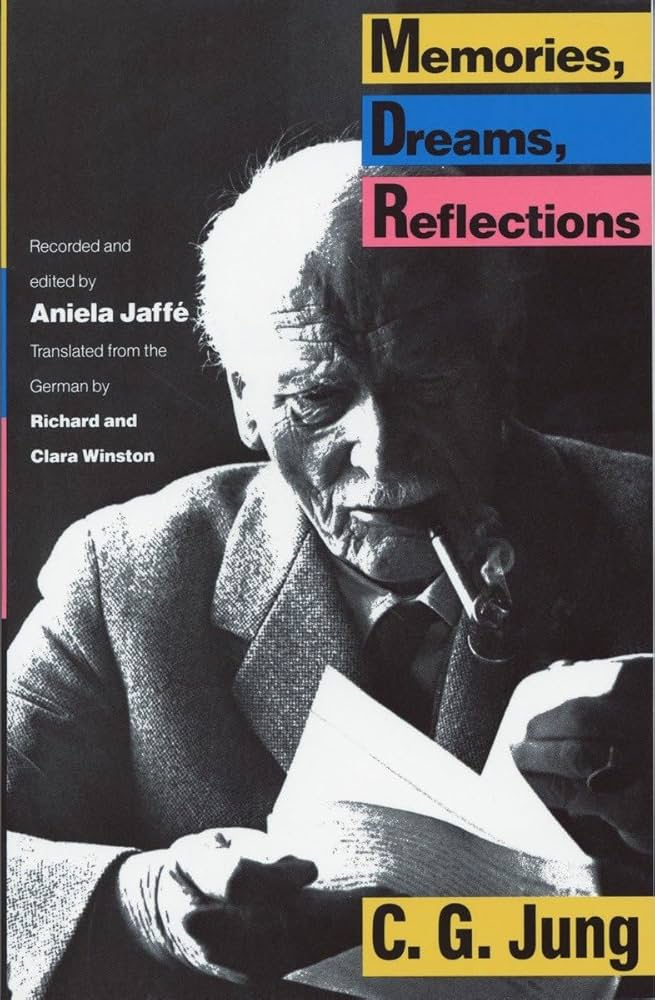 Memories,
Dreams,
Reflections
Recorded and
edited by
Aniela Jaffé
Translated from the
German by
Richard and
Clara Winston
C. G. Jung